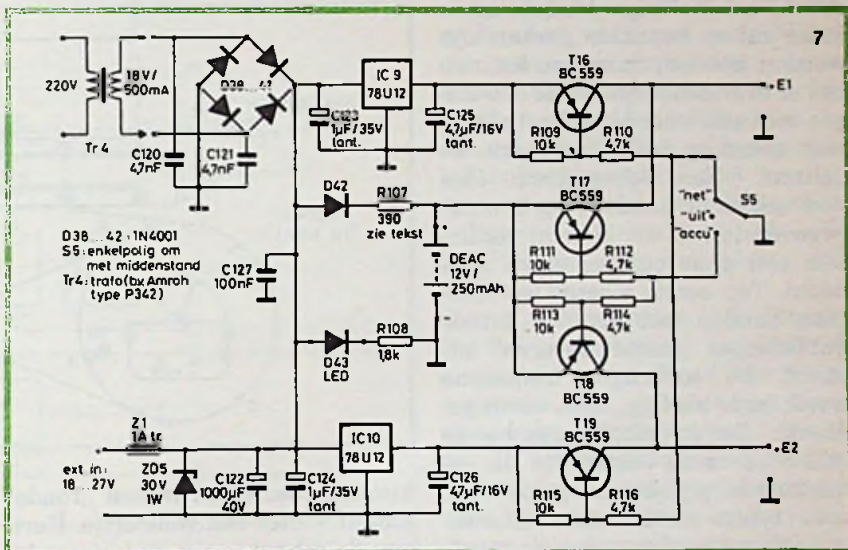 7
220V
18V/
500mA
Tr 4
C120
4,7nF
C121
4,7nF
D38...41
C123
1µF/35V
tant.
IC 9
78U12
C125
47µF/16V
tant.
T16
BC559
R109
10k
R110
4,7k
E1
D42
R107
390
zie tekst
T17
BC559
"net"
"uit"
"accu"
S5
D38...42:1N4001
S5: enkelpolig om
met middenstand
Tr4: trafo (bv. Amroh
type P342)
C127
100nF
DEAC
12V/
250mAh
R111
10k
R112
4,7k
R113
10k
R114
4,7k
D43
LED
R108
1,8k
T18
BC559
Z1
1A tr.
ext. in:
18...27V
ZD5
30V
1W
C122
1000µF
40V
C124
1µF/35V
tant.
IC10
78U12
C126
47µF/16V
tant.
T19
BC559
R115
10k
R116
4,7k
E2